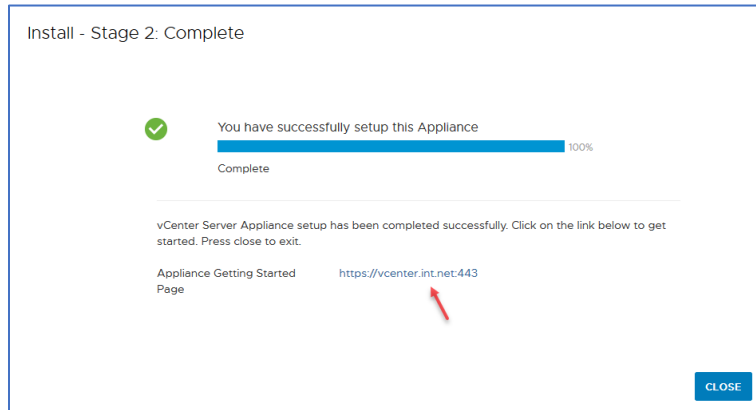 Install - Stage 2: Complete
You have successfully setup this Appliance
100%
Complete
vCenter Server Appliance setup has been completed successfully. Click on the link below to get
started. Press close to exit.
Appliance Getting Started https://vcenter.int.net:443
Page
CLOSE